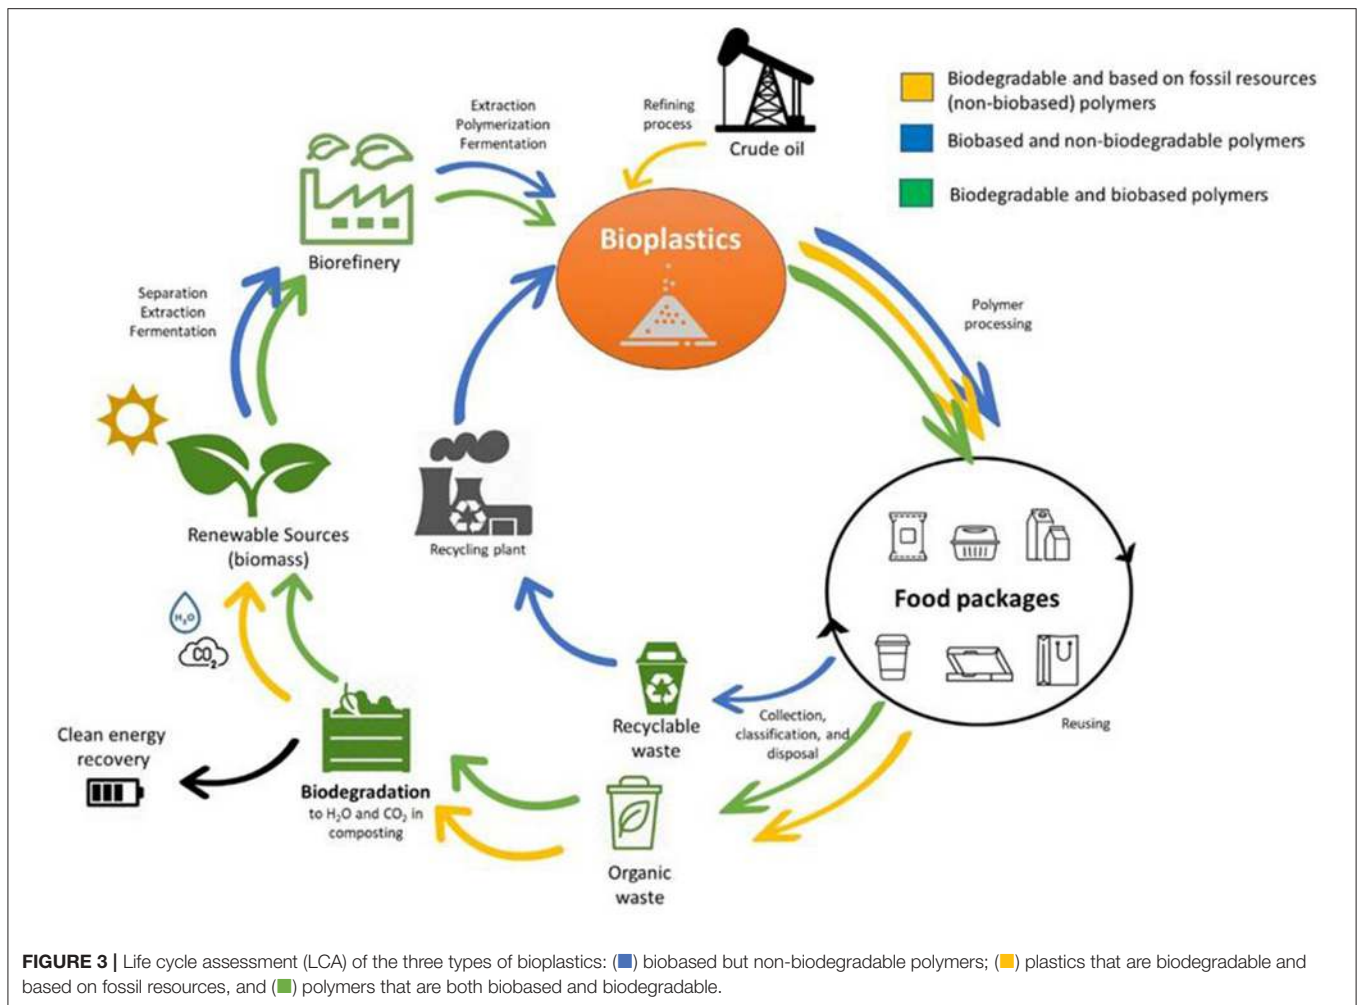 Extraction
Polymerization
Fermentation
Refining
process
Crude oil
Biodegradable and based on fossil resources
(non-biobased) polymers
Biobased and non-biodegradable polymers
Biodegradable and biobased polymers
Biorefinery
Bioplastics
Separation
Extraction
Fermentation
Polymer
processing
Renewable Sources
(biomass)
Recycling plant
H₂O
CO₂
Food packages
Reusing
Recyclable
waste
Collection,
classification, and
disposal
Clean energy
recovery
Biodegradation
to H₂O and CO₂ in
composting
Organic
waste
FIGURE 3 | Life cycle assessment (LCA) of the three types of bioplastics: (■) biobased but non-biodegradable polymers; (■) plastics that are biodegradable and
based on fossil resources, and (■) polymers that are both biobased and biodegradable.